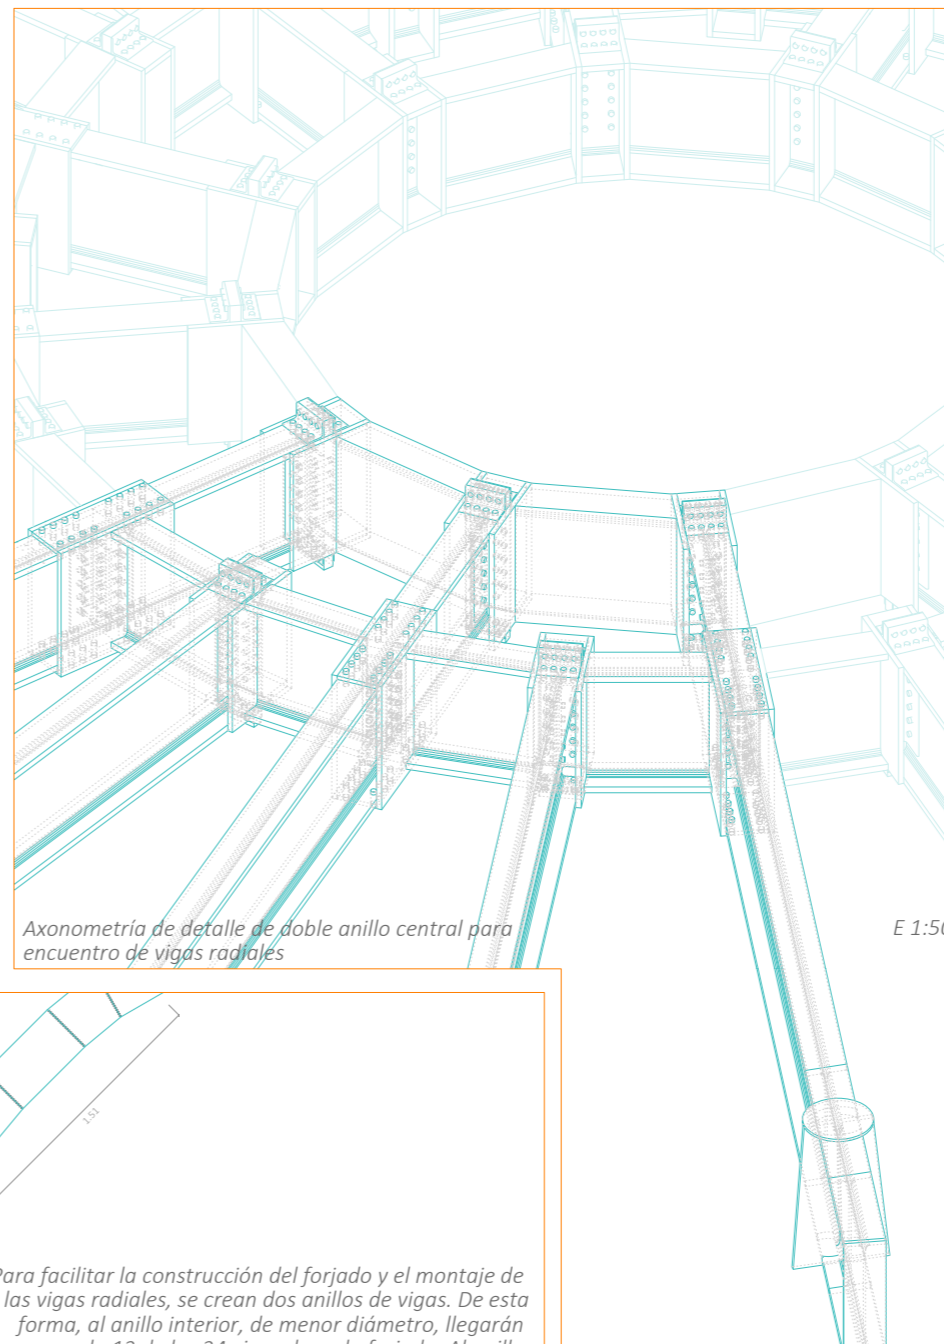 Axonometría de detalle de doble anillo central para
encuentro de vigas radiales
E 1:50
1.51
Para facilitar la construcción del forjado y el montaje de
las vigas radiales, se crean dos anillos de vigas. De esta
forma, al anillo interior, de menor diámetro, llegarán